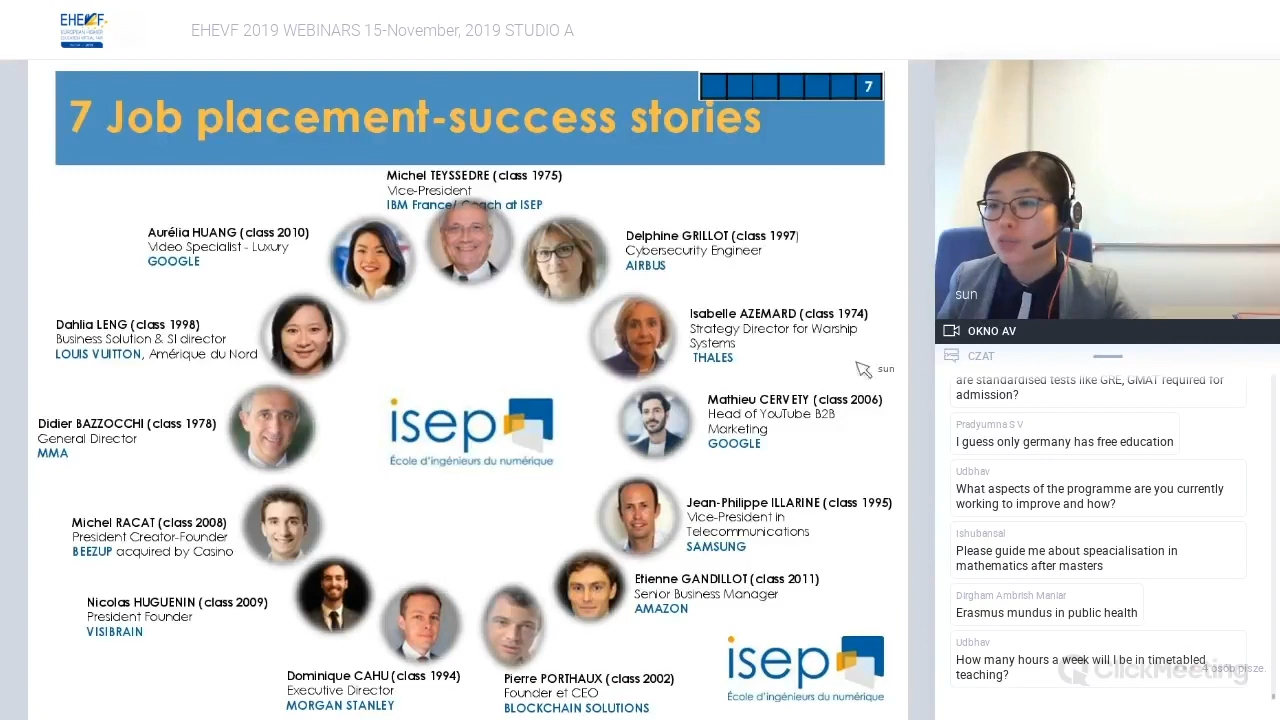 EHEVF
EUROPEAN HIGHER
EDUCATION VIRTUAL FAIR
EHEVF 2019 WEBINARS 15-November, 2019 STUDIO A
7
7 Job placement-success stories
Michel TEYSSEDRE (class 1975)
Vice-President
IBM France/ Coach at ISEP
Aurélia HUANG (class 2010)
Video Specialist - Luxury
GOOGLE
Delphine GRILLOT (class 1997)
Cybersecurity Engineer
AIRBUS
Dahlia LENG (class 1998)
Business Solution & SI director
LOUIS VUITTON, Amérique du Nord
Isabelle AZEMARD (class 1974)
Strategy Director for Warship
Systems
THALES
sun
Didier BAZZOCCHI (class 1978)
General Director
MMA
isep
École d'ingénieurs du numérique
Mathieu CERVETY (class 2006)
Head of YouTube B2B
Marketing
GOOGLE
Michel RACAT (class 2008)
President Creator-Founder
BEEZUP acquired by Casino
Jean-Philippe ILLARINE (class 1995)
Vice-President in
Telecommunications
SAMSUNG
Nicolas HUGUENIN (class 2009)
President Founder
VISIBRAIN
Etienne GANDILLOT (class 2011)
Senior Business Manager
AMAZON
Dominique CAHU (class 1994)
Executive Director
MORGAN STANLEY
Pierre PORTHAUX (class 2002)
Founder et CEO
BLOCKCHAIN SOLUTIONS
isep
École d'ingénieurs du numérique
sun
OKNO AV
CZAT
are standardised tests like GRE, GMAT required for
admission?
Pradyumna S V
I guess only germany has free education
Udbhav
What aspects of the programme are you currently
working to improve and how?
Ishubansal
Please guide me about speacialisation in
mathematics after masters
Dirgham Ambrish Maniar
Erasmus mundus in public health
Udbhav
How many hours a week will I be in timetabled
teaching?
4 osób pisze.
ClickMeeting